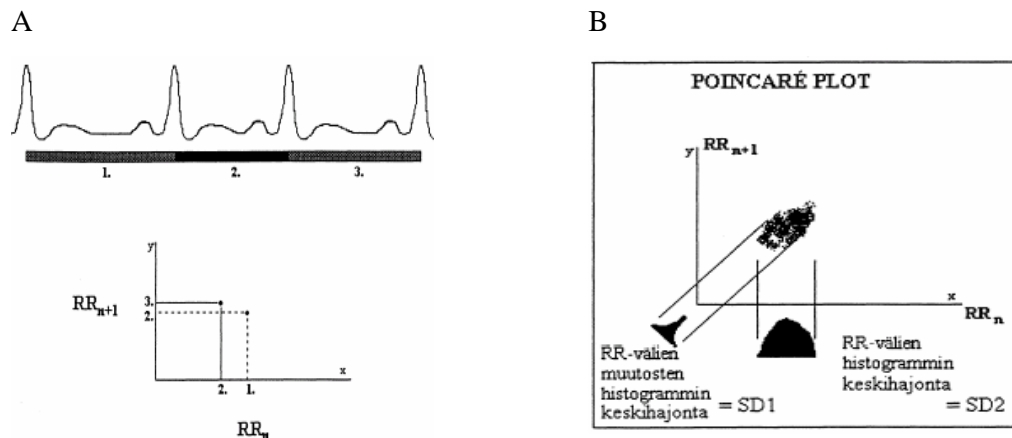 A
1.
2.
3.
y
RRn+1
3.
2.
x
2.
1.
RRn
B
POINCARÉ PLOT
y
RRn+1
x
RRn
RR-välien
muutosten
histogrammin
keskihajonta = SD1
RR-välien
histogrammin
keskihajonta
= SD2